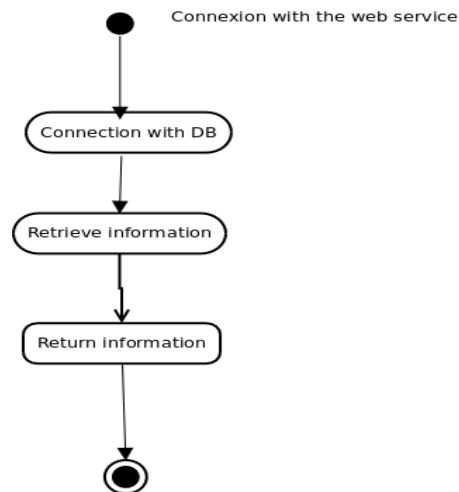 Connexion with the web service
Connection with DB
Retrieve information
Return information